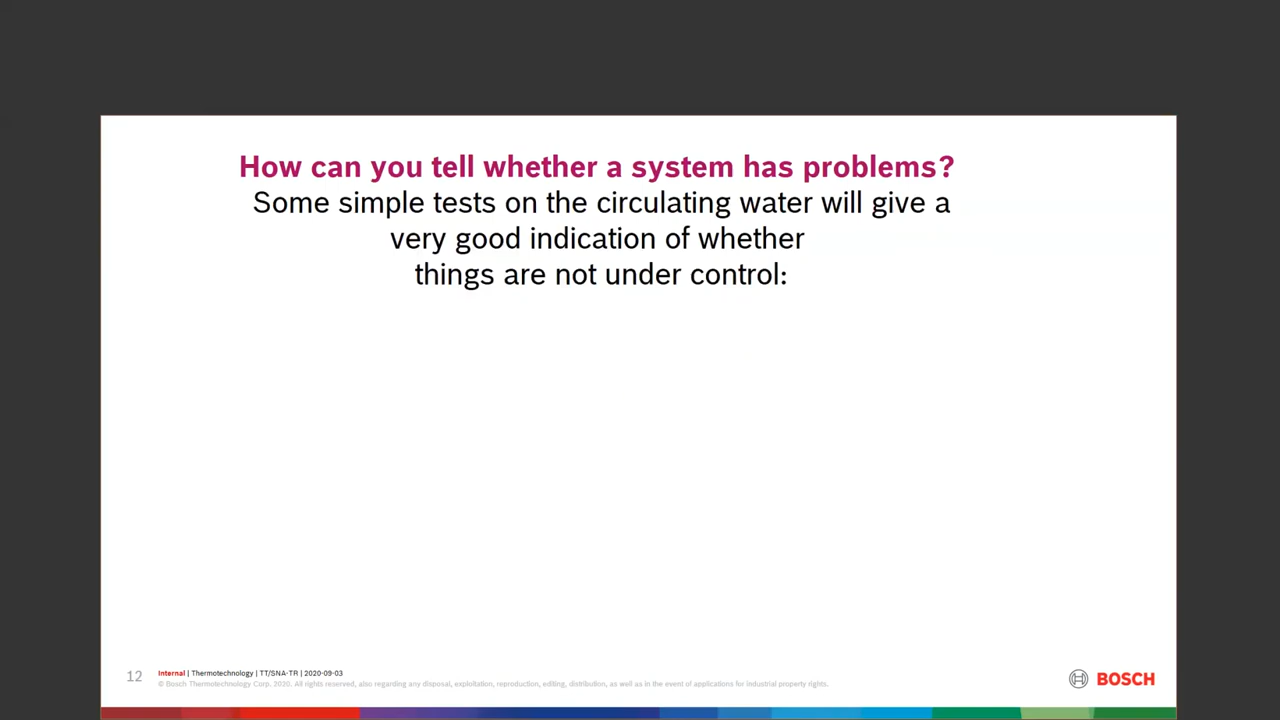 How can you tell whether a system has problems?
Some simple tests on the circulating water will give a
very good indication of whether
things are not under control:
12
Internal | Thermotechnology | TT/SNA-TR | 2020-09-03
© Bosch Thermotechnology Corp. 2020. All rights reserved, also regarding any disposal, exploitation, reproduction, editing, distribution, as well as in the event of applications for industrial property rights.
BOSCH